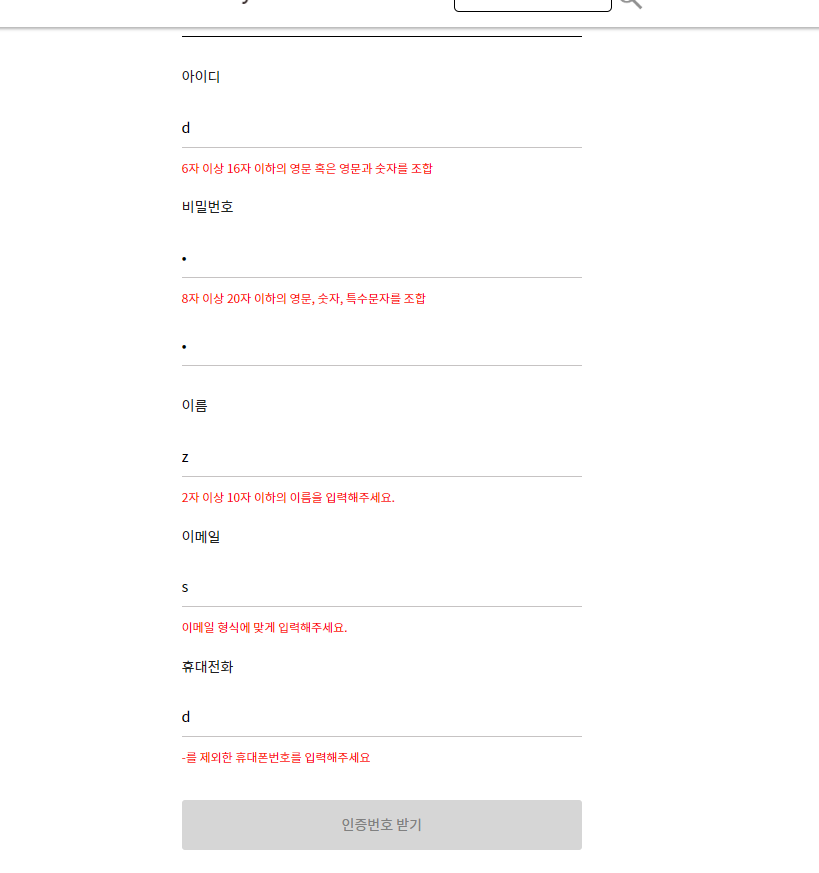 아이디
d
6자 이상 16자 이하의 영문 혹은 영문과 숫자를 조합
비밀번호
•
8자 이상 20자 이하의 영문, 숫자, 특수문자를 조합
•
이름
z
2자 이상 10자 이하의 이름을 입력해주세요.
이메일
s
이메일 형식에 맞게 입력해주세요.
휴대전화
d
-를 제외한 휴대폰번호를 입력해주세요
인증번호 받기